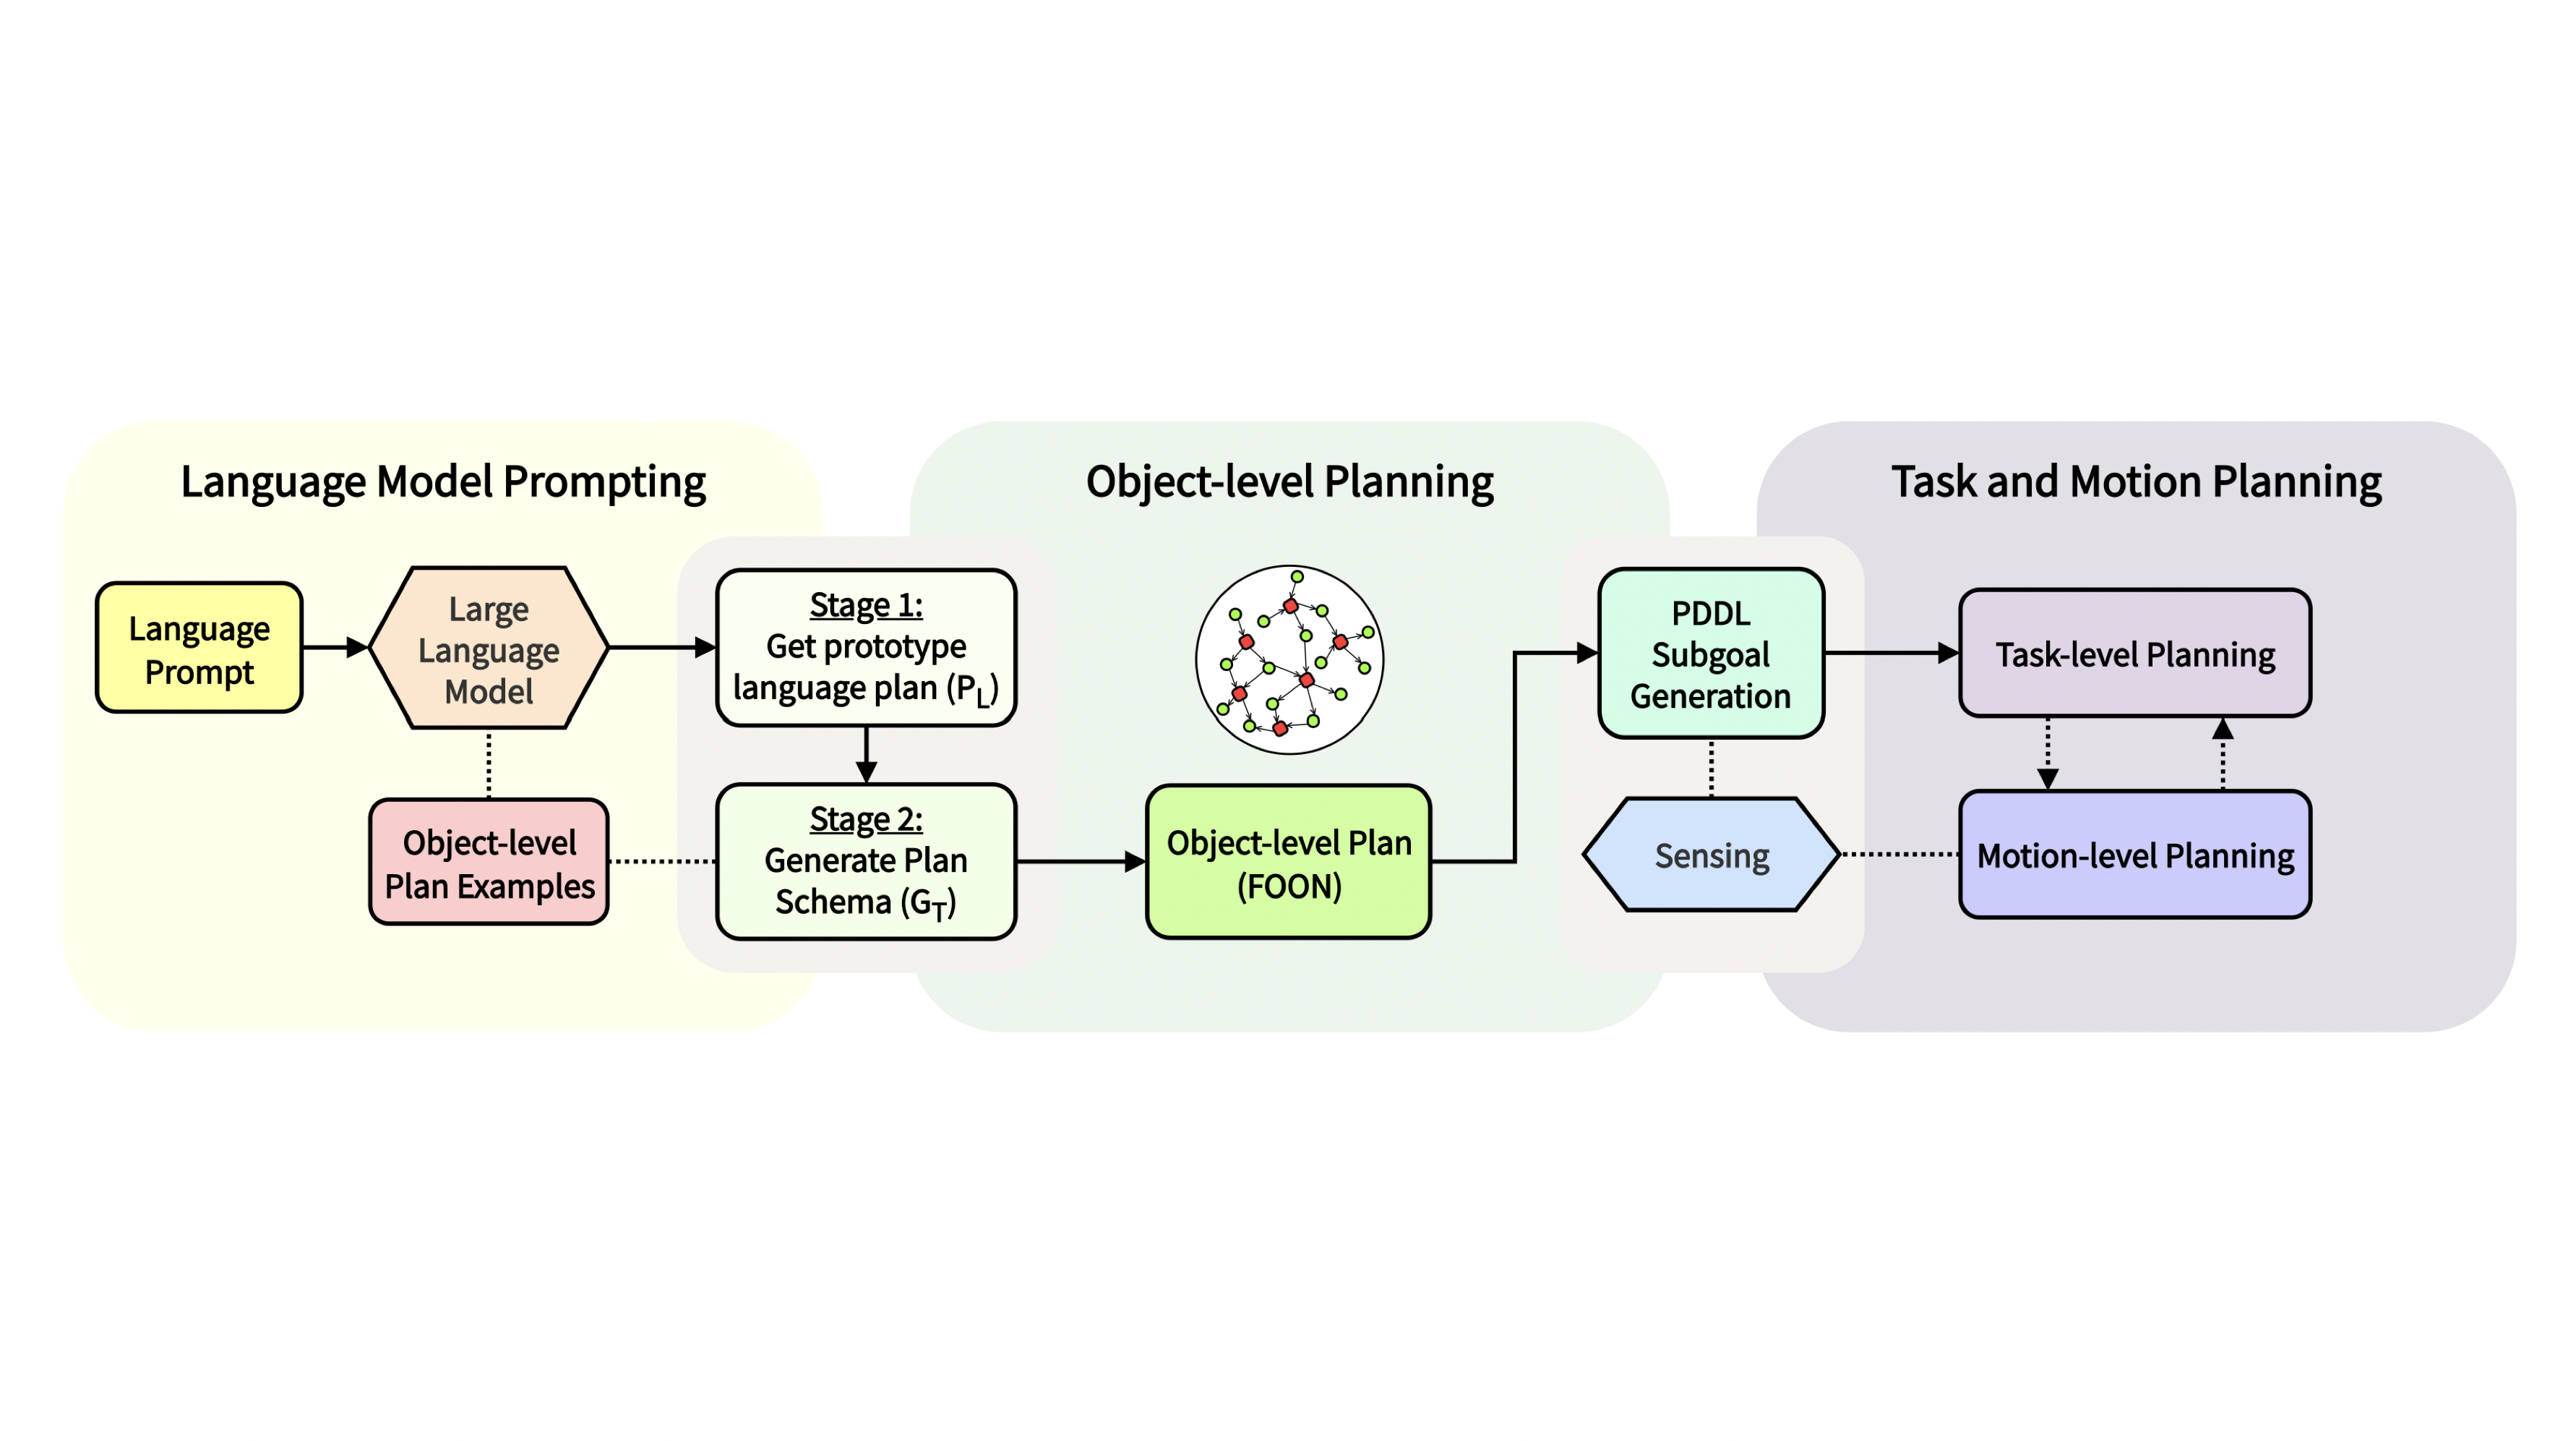 Language Model Prompting
Language
Prompt
Large
Language
Model
Object-level
Plan Examples
Stage 1:
Get prototype
language plan (P_L)
Stage 2:
Generate Plan
Schema (G_T)
Object-level Planning
Object-level Plan
(FOON)
PDDL
Subgoal
Generation
Sensing
Task and Motion Planning
Task-level Planning
Motion-level Planning